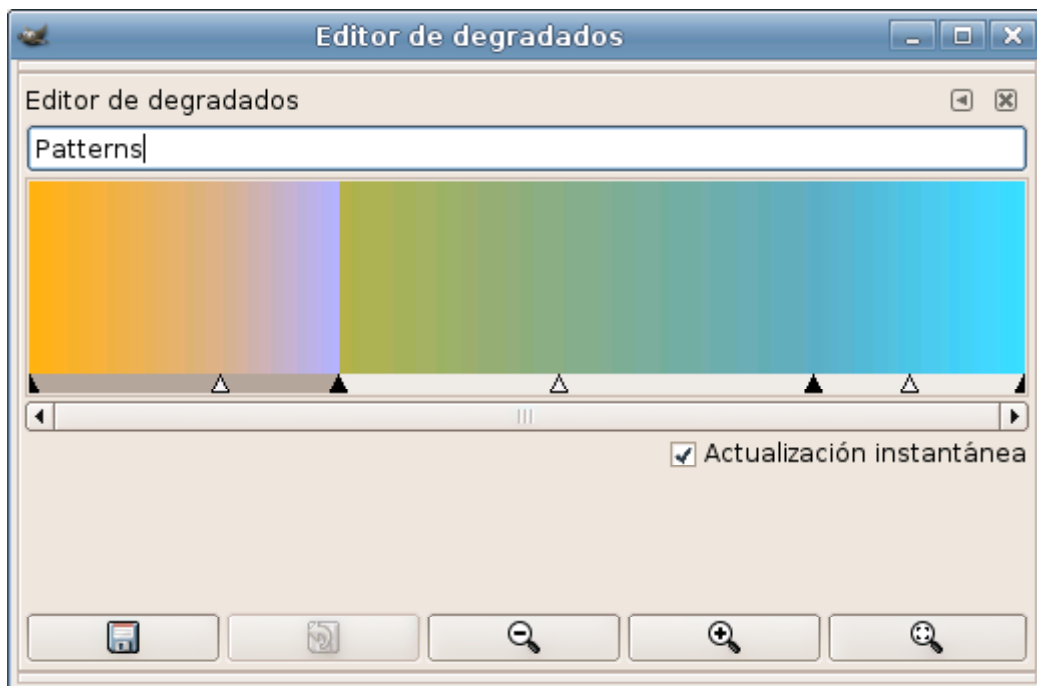 Editor de degradados
Editor de degradados
Patterns
Actualización instantánea